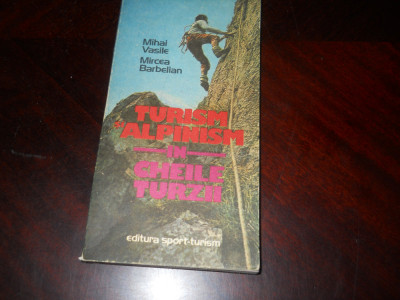 Mihai
Vasile
Mircea
Barbelian
TURISM
și ALPINISM
ÎN
CHEILE
TURZII
editura sport-turism